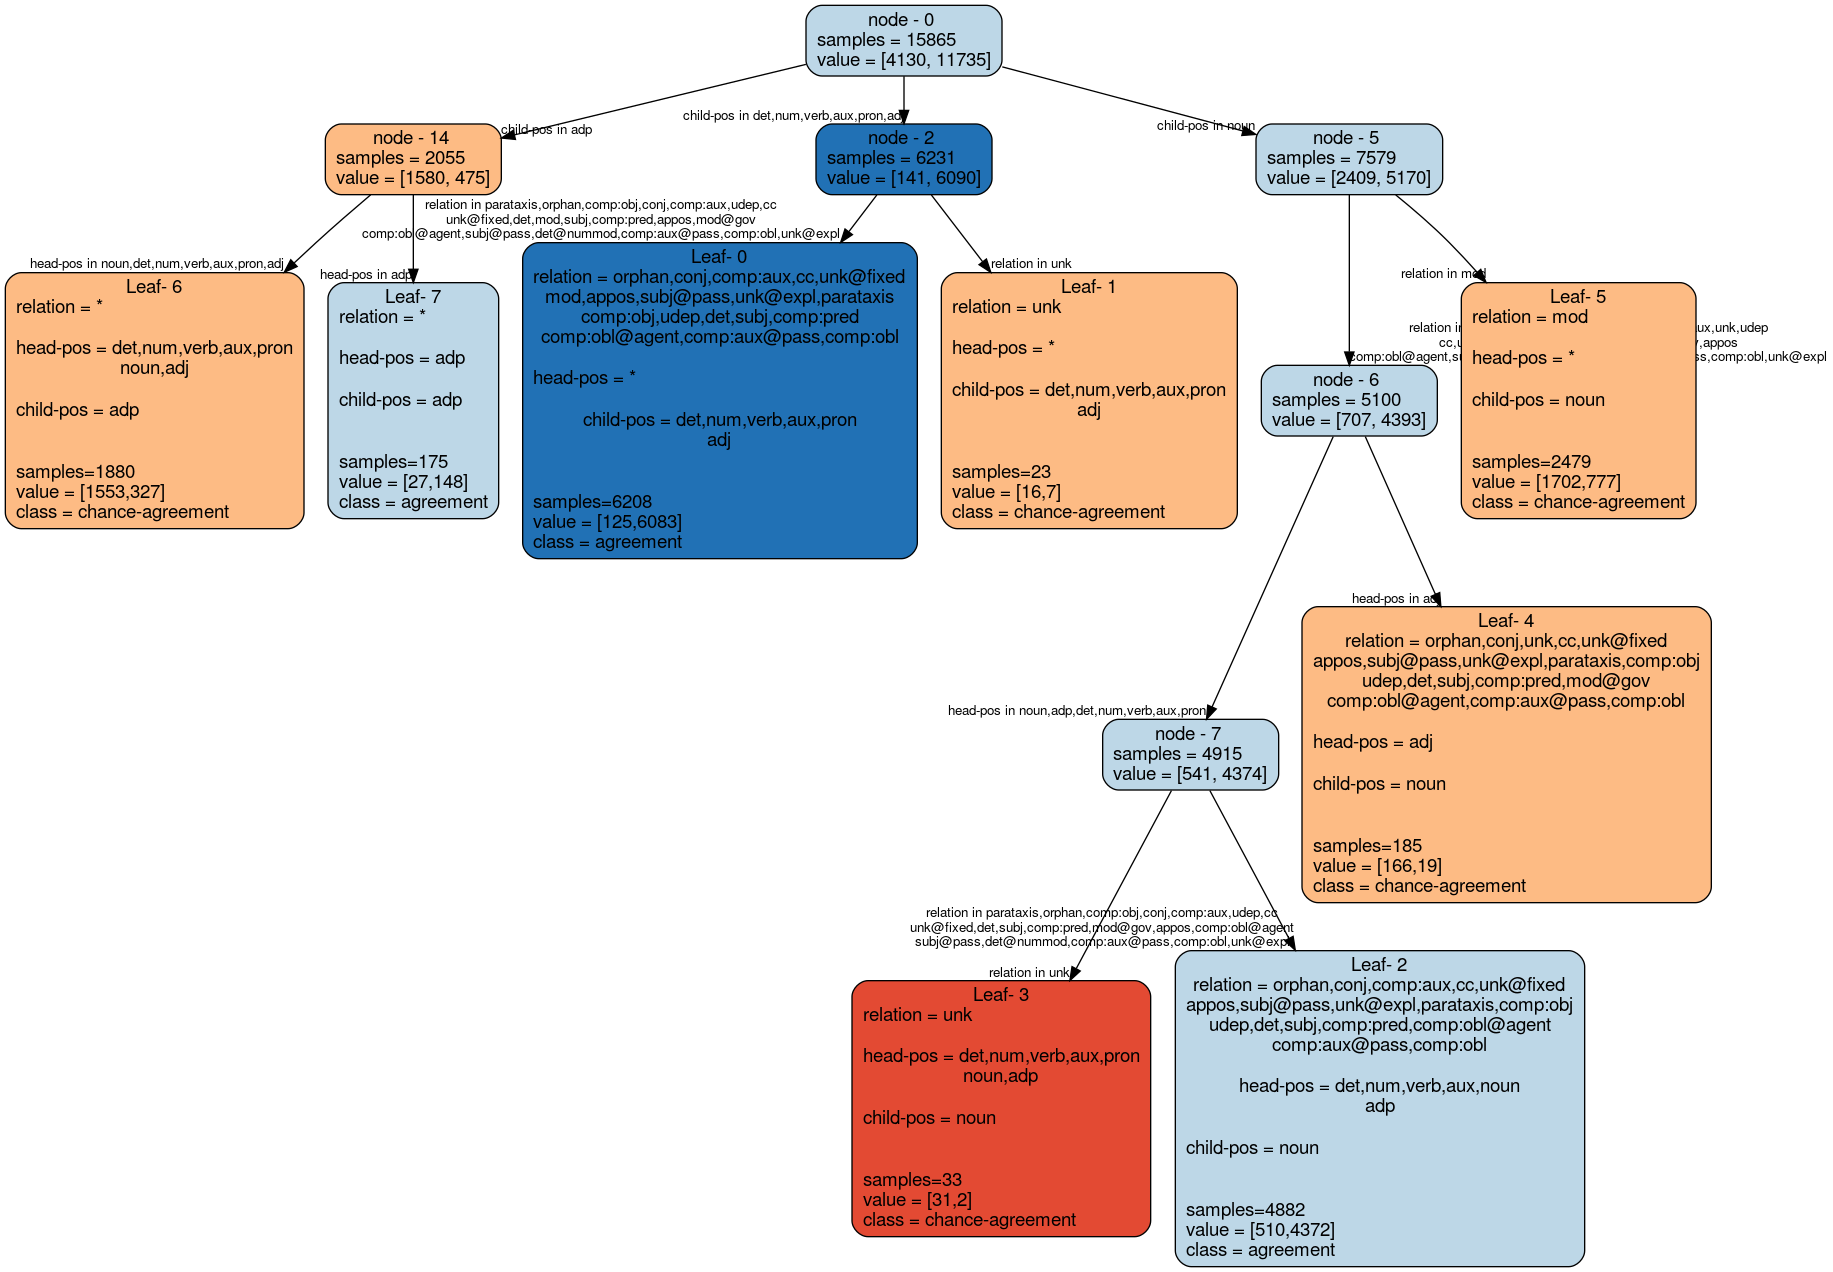 node - 0
samples = 15865
value = [4130, 11735]
child-pos in adp
child-pos in det,num,verb,aux,pron,adj
child-pos in noun
node - 14
samples = 2055
value = [1580, 475]
node - 2
samples = 6231
value = [141, 6090]
node - 5
samples = 7579
value = [2409, 5170]
head-pos in noun,det,num,verb,aux,pron,adj
head-pos in adp
relation in parataxis,orphan,comp:obj,conj,comp:aux,udep,cc
unk@fixed,det,mod,subj,comp:pred,appos,mod@gov
comp:obl@agent,subj@pass,det@nummod,comp:aux@pass,comp:obl,unk@expl
relation in unk
relation in mod
relation in
ux,unk,udep
appos
comp:obl@agent
pass,comp:obl,unk@expl
Leaf- 6
relation = *
head-pos = det,num,verb,aux,pron
noun,adj
child-pos = adp
samples=1880
value = [1553,327]
class = chance-agreement
Leaf- 7
relation = *
head-pos = adp
child-pos = adp
samples=175
value = [27,148]
class = agreement
Leaf- 0
relation = orphan,conj,comp:aux,cc,unk@fixed
mod,appos,subj@pass,unk@expl,parataxis
comp:obj,udep,det,subj,comp:pred
comp:obl@agent,comp:aux@pass,comp:obl
head-pos = *
child-pos = det,num,verb,aux,pron
adj
samples=6208
value = [125,6083]
class = agreement
Leaf- 1
relation = unk
head-pos = *
child-pos = det,num,verb,aux,pron
adj
samples=23
value = [16,7]
class = chance-agreement
Leaf- 5
relation = mod
head-pos = *
child-pos = noun
samples=2479
value = [1702,777]
class = chance-agreement
node - 6
samples = 5100
value = [707, 4393]
head-pos in noun,adp,det,num,verb,aux,pron
head-pos in adj
Leaf- 4
relation = orphan,conj,unk,cc,unk@fixed
appos,subj@pass,unk@expl,parataxis,comp:obj
udep,det,subj,comp:pred,mod@gov
comp:obl@agent,comp:aux@pass,comp:obl
head-pos = adj
child-pos = noun
samples=185
value = [166,19]
class = chance-agreement
node - 7
samples = 4915
value = [541, 4374]
relation in parataxis,orphan,comp:obj,conj,comp:aux,udep,cc
unk@fixed,det,subj,comp:pred,mod@gov,appos,comp:obl@agent
subj@pass,det@nummod,comp:aux@pass,comp:obl,unk@expl
relation in unk
Leaf- 3
relation = unk
head-pos = det,num,verb,aux,pron
noun,adp
child-pos = noun
samples=33
value = [31,2]
class = chance-agreement
Leaf- 2
relation = orphan,conj,comp:aux,cc,unk@fixed
appos,subj@pass,unk@expl,parataxis,comp:obj
udep,det,subj,comp:pred,comp:obl@agent
comp:aux@pass,comp:obl
head-pos = det,num,verb,aux,noun
adp
child-pos = noun
samples=4882
value = [510,4372]
class = agreement